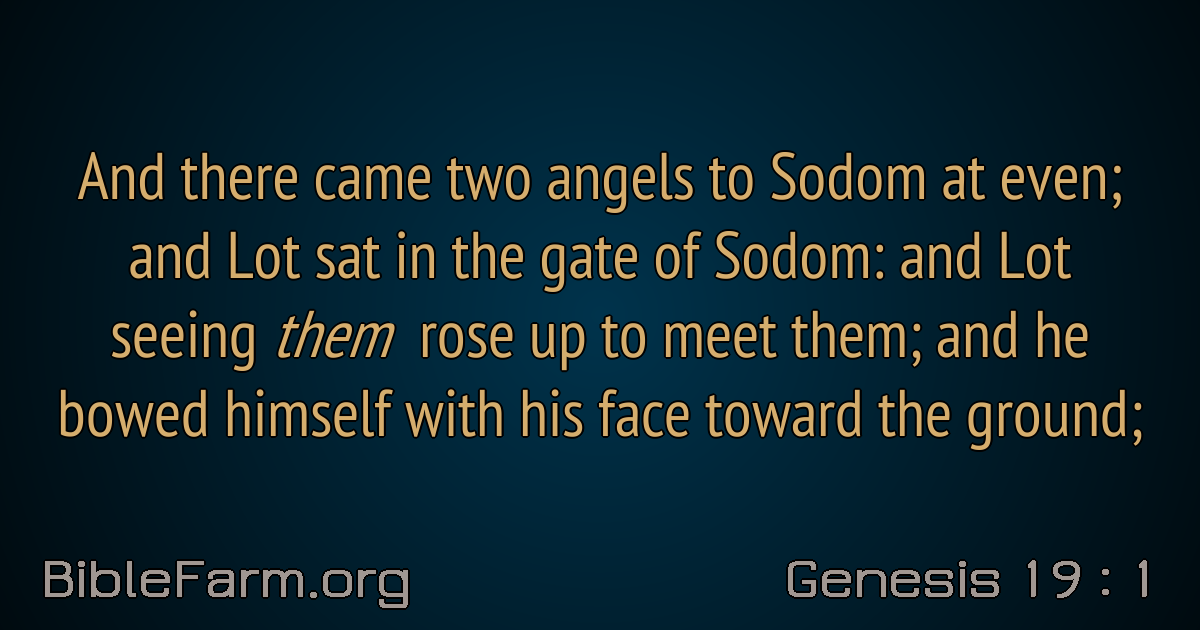 And there came two angels to Sodom at even;
and Lot sat in the gate of Sodom: and Lot
seeing them rose up to meet them; and he
bowed himself with his face toward the ground;
BibleFarm.org
Genesis 19 : 1